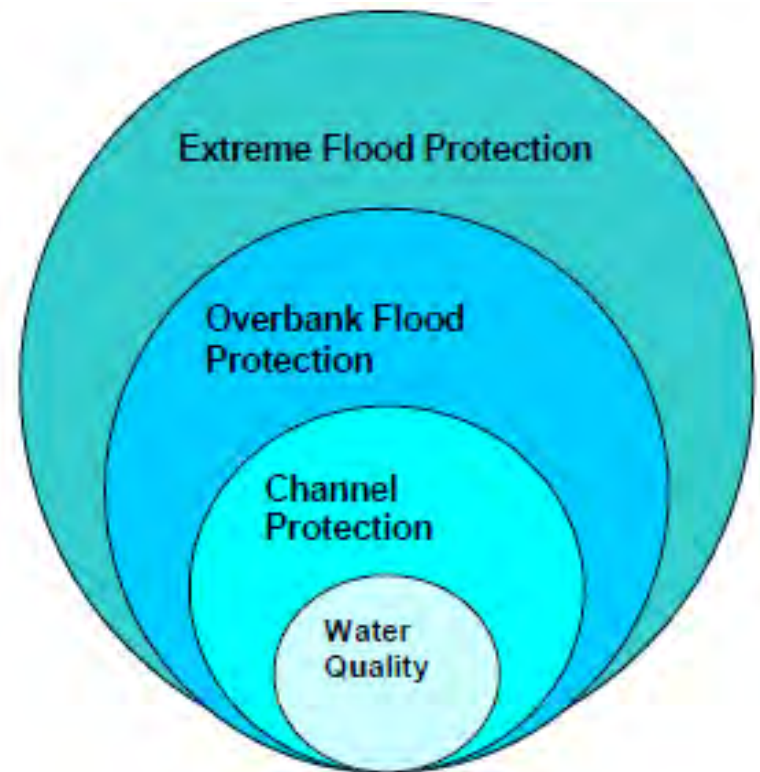 Extreme Flood Protection
Overbank Flood
Protection
Channel
Protection
Water
Quality